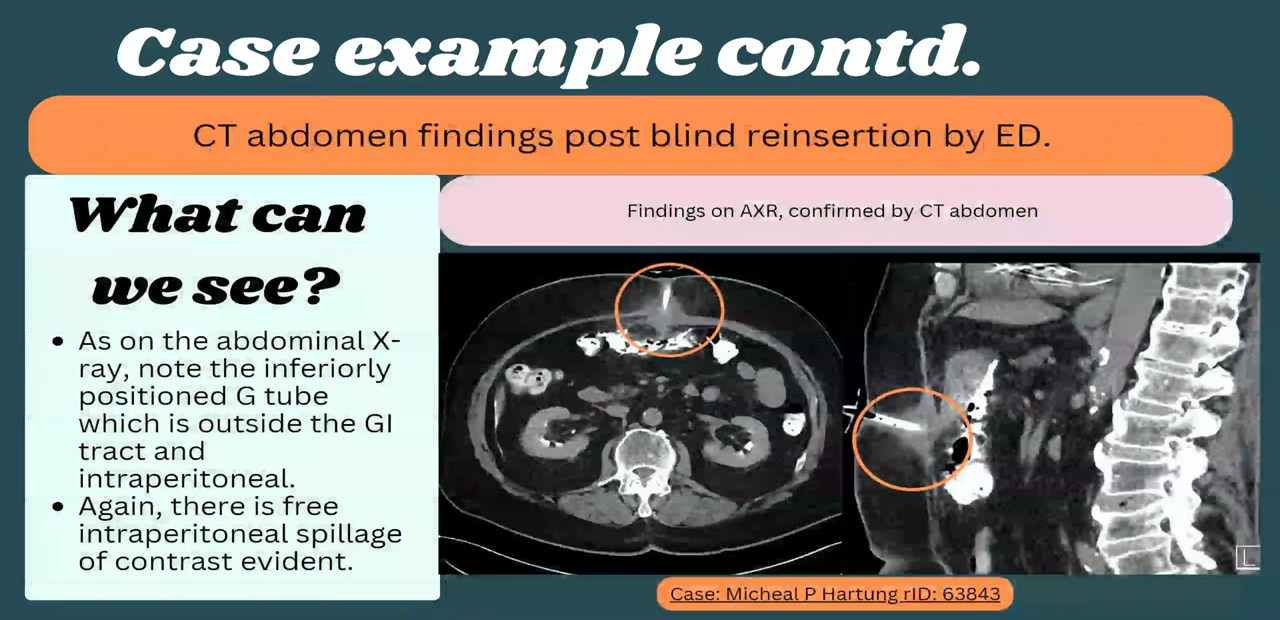 Case example contd.
CT abdomen findings post blind reinsertion by ED.
What can
we see?
Findings on AXR, confirmed by CT abdomen
• As on the abdominal X-
ray, note the inferiorly
positioned G tube
which is outside the GI
tract and
intraperitoneal.
• Again, there is free
intraperitoneal spillage
of contrast evident.
L
Case: Micheal P Hartung rID: 63843